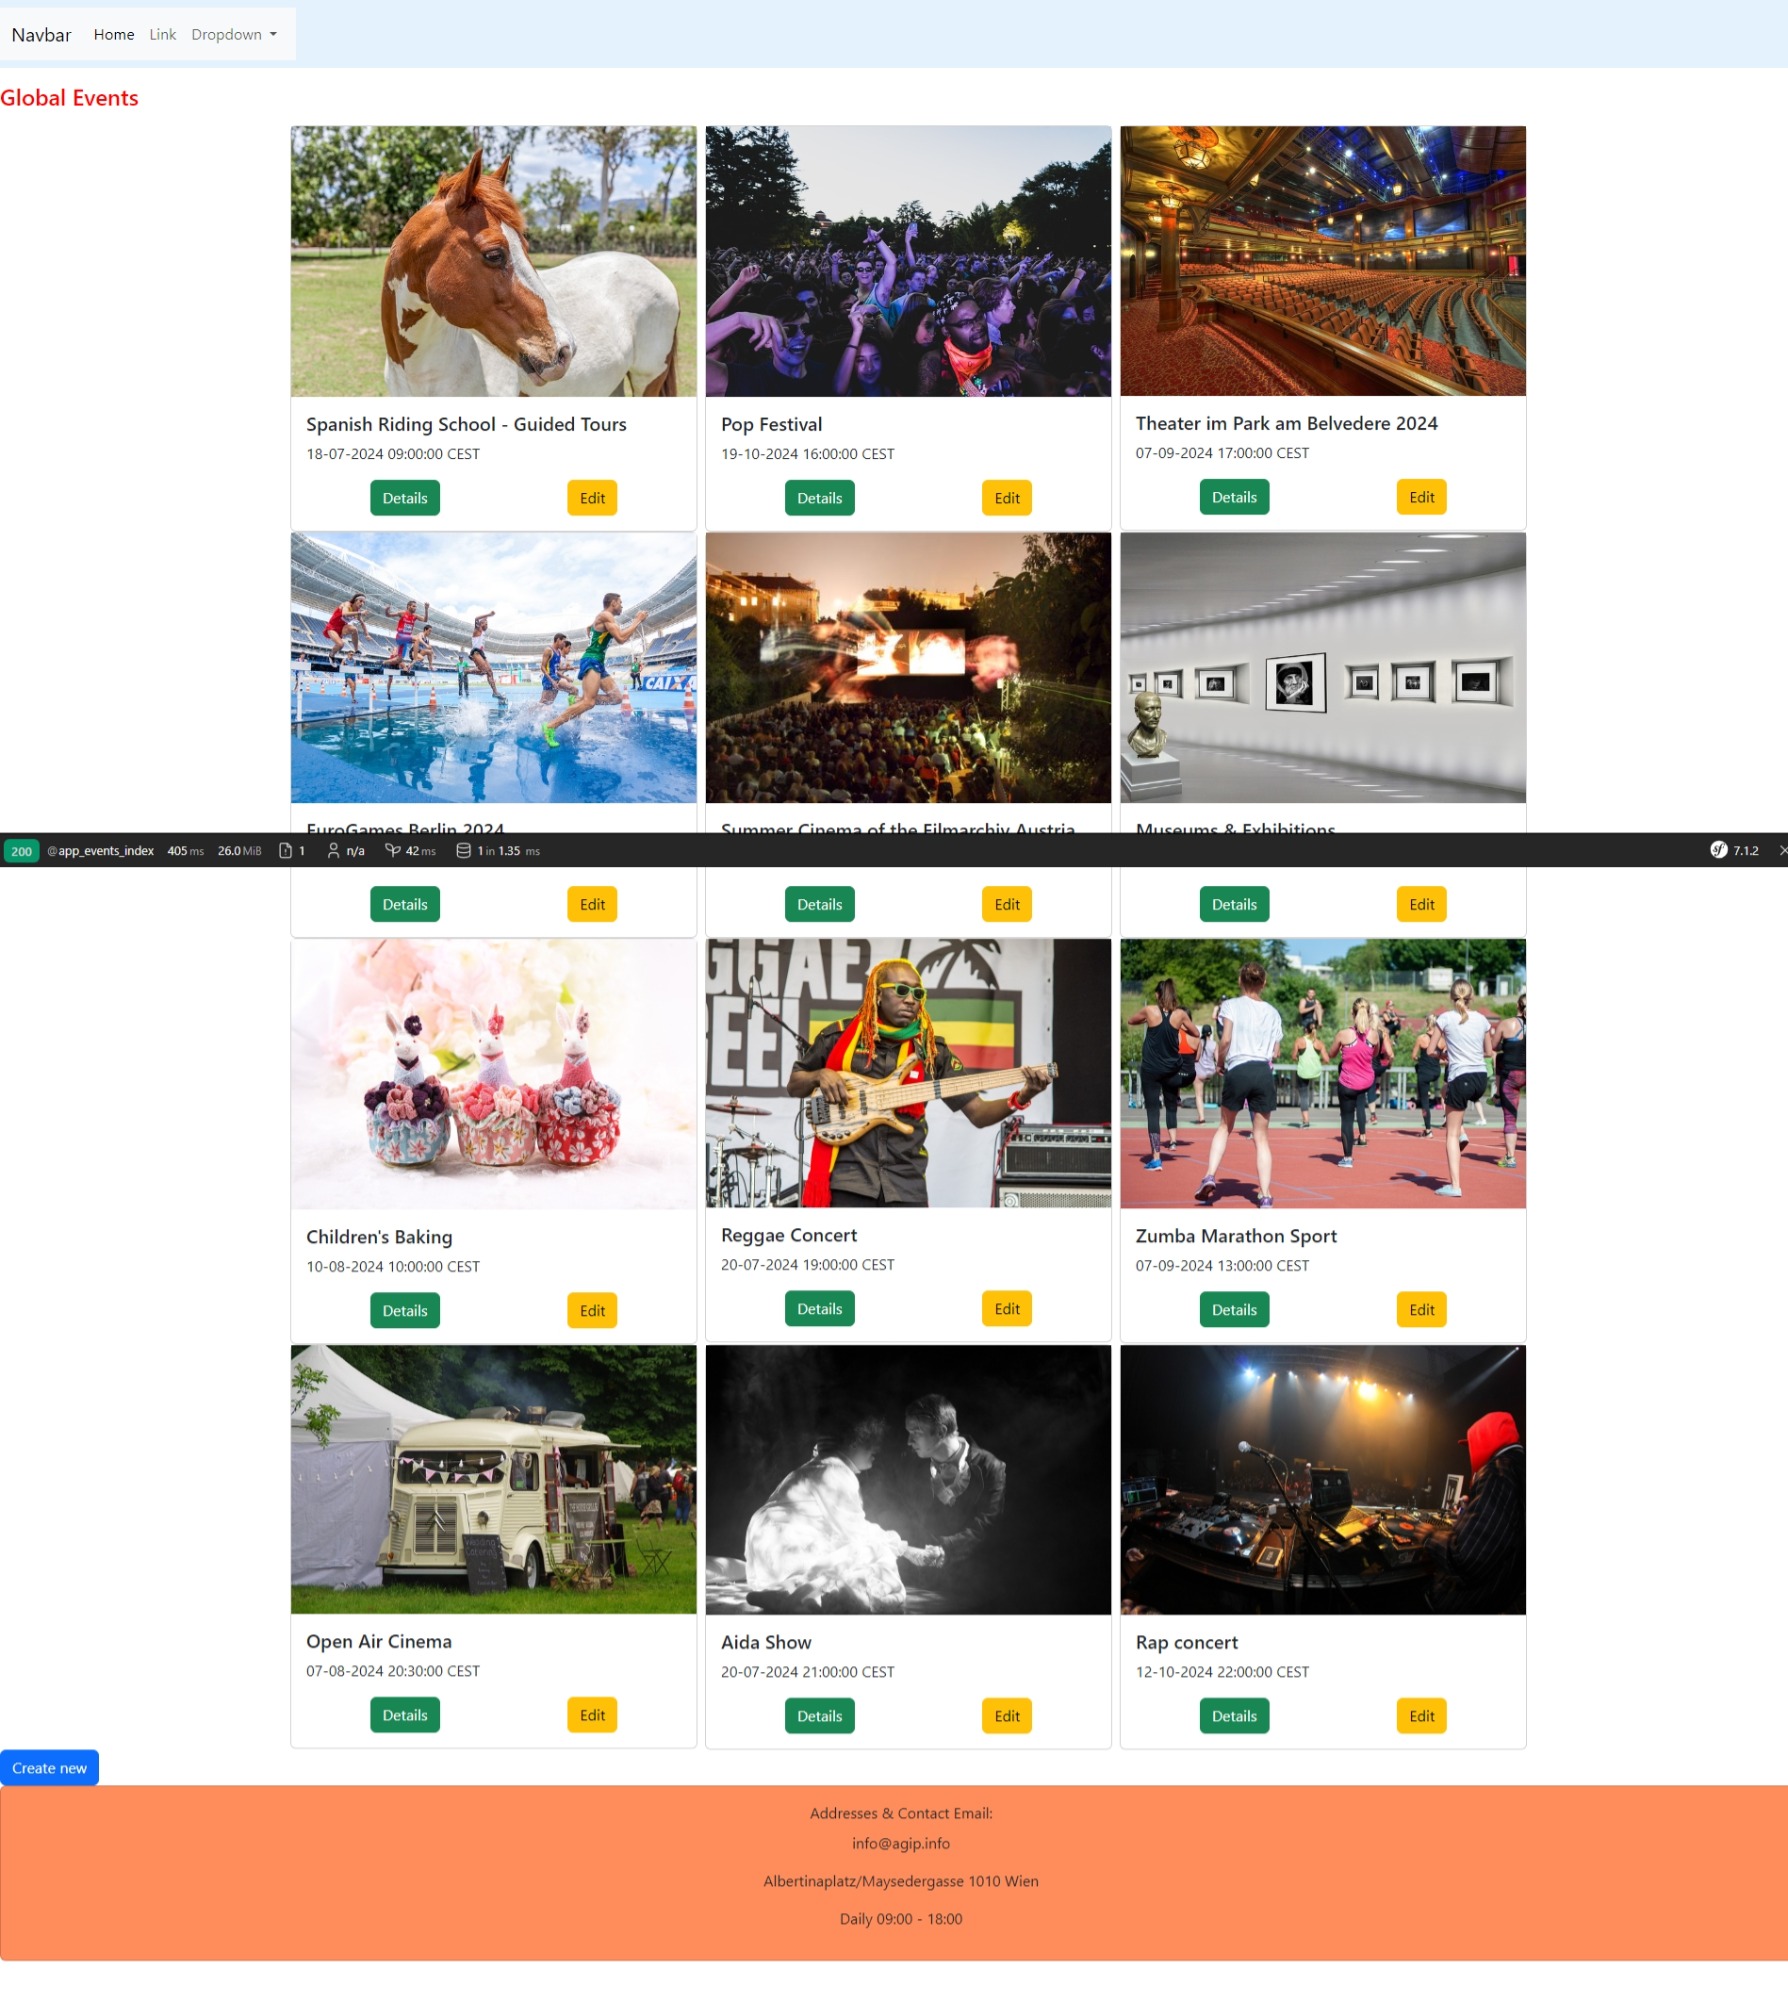 Navbar Home Link Dropdown
Global Events
Spanish Riding School - Guided Tours
18-07-2024 09:00:00 CEST
Details Edit
Pop Festival
19-10-2024 16:00:00 CEST
Details Edit
Theater im Park am Belvedere 2024
07-09-2024 17:00:00 CEST
Details Edit
CAIXA
EuroGames Berlin 2024
Summer Cinema of the Filmarchiv Austria
Museums & Exhibitions
200 @app_events_index 405 ms 26.0 MiB 1 n/a 42 ms 1 in 1.35 ms 7.1.2
Details Edit
Details Edit
Details Edit
GGAE
EE
Children's Baking
10-08-2024 10:00:00 CEST
Details Edit
Reggae Concert
20-07-2024 19:00:00 CEST
Details Edit
Zumba Marathon Sport
07-09-2024 13:00:00 CEST
Details Edit
Open Air Cinema
07-08-2024 20:30:00 CEST
Details Edit
Aida Show
20-07-2024 21:00:00 CEST
Details Edit
Rap concert
12-10-2024 22:00:00 CEST
Details Edit
Create new
Addresses & Contact Email:
info@agip.info
Albertinaplatz/Maysedergasse 1010 Wien
Daily 09:00 - 18:00